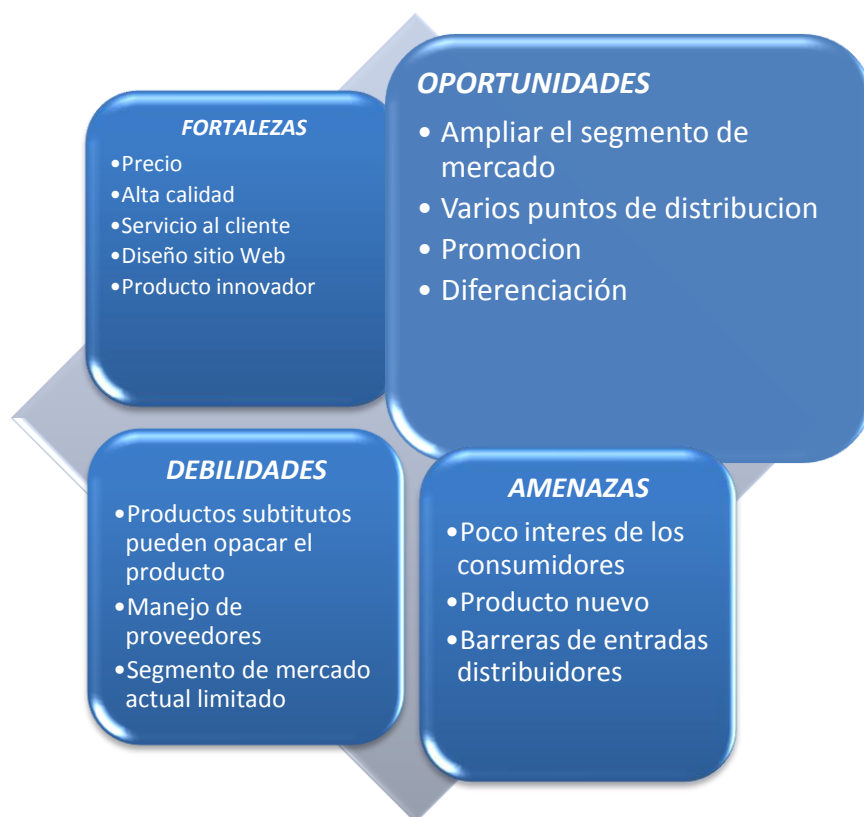 FORTALEZAS
•Precio
•Alta calidad
•Servicio al cliente
•Diseño sitio Web
•Producto innovador
OPORTUNIDADES
• Ampliar el segmento de
mercado
• Varios puntos de distribucion
• Promocion
• Diferenciación
DEBILIDADES
•Productos subtitutos
pueden opacar el
producto
•Manejo de
proveedores
•Segmento de mercado
actual limitado
AMENAZAS
•Poco interes de los
consumidores
•Producto nuevo
•Barreras de entradas
distribuidores